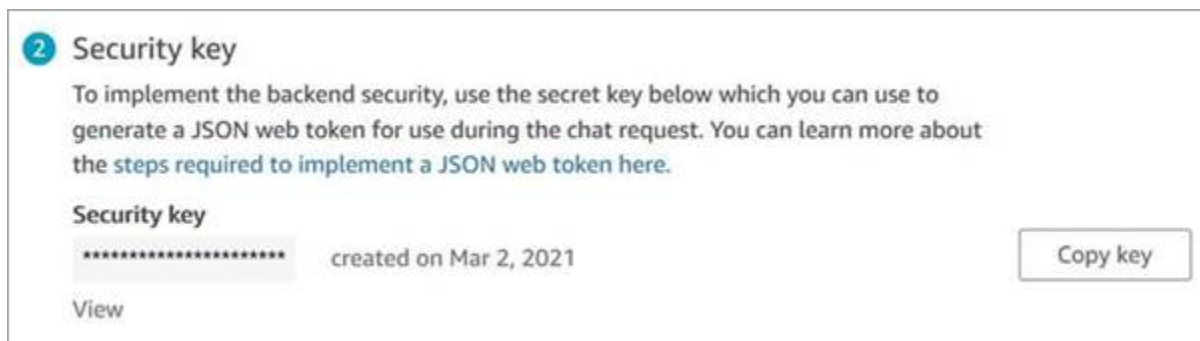 2 Security key
To implement the backend security, use the secret key below which you can use to
generate a JSON web token for use during the chat request. You can learn more about
the steps required to implement a JSON web token here.
Security key
********************** created on Mar 2, 2021 Copy key
View